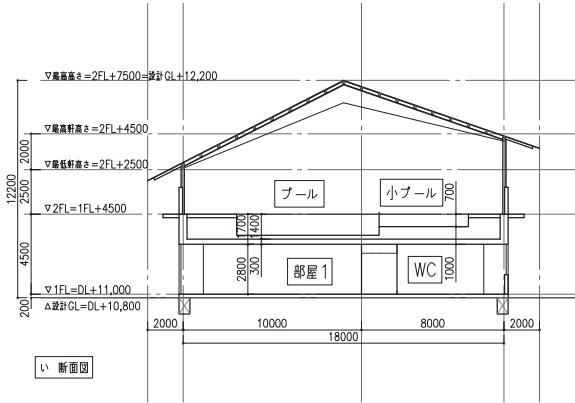 ▽最高高さ=2FL+7500=設計GL+12,200
▽最高軒高さ=2FL+4500
▽最低軒高さ=2FL+2500
▽2FL=1FL+4500
▽1FL=DL+11,000
△設計GL=DL+10,800
12200
2000
2500
4500
200
プール
小プール
700
700
1400
2800
300
部屋1
WC
1000
2000
10000
8000
2000
18000
い 断面図